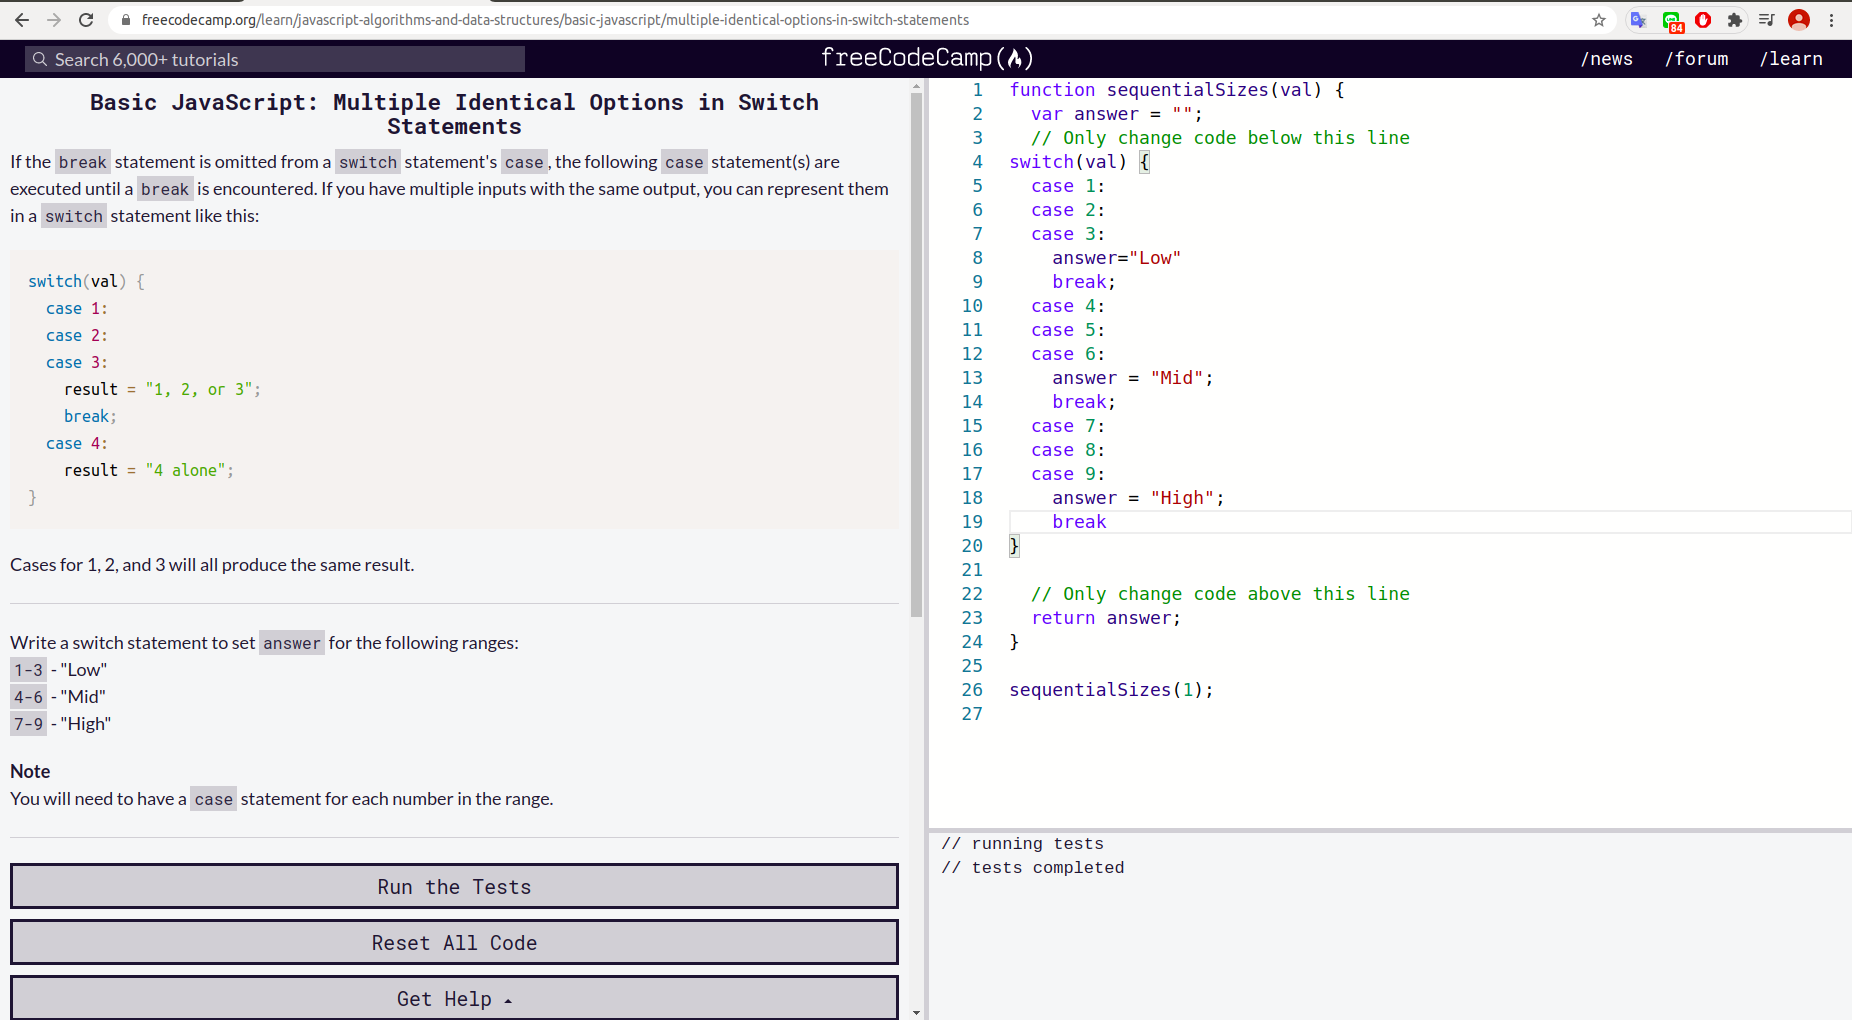 freecodecamp.org/learn/javascript-algorithms-and-data-structures/basic-javascript/multiple-identical-options-in-switch-statements
84
Search 6,000+ tutorials
freeCodeCamp
/news /forum /learn
Basic JavaScript: Multiple Identical Options in Switch
Statements
If the break statement is omitted from a switch statement's case, the following case statement(s) are
executed until a break is encountered. If you have multiple inputs with the same output, you can represent them
in a switch statement like this:
switch(val) {
case 1:
case 2:
case 3:
result = "1, 2, or 3";
break;
case 4:
result = "4 alone";
}
Cases for 1, 2, and 3 will all produce the same result.
Write a switch statement to set answer for the following ranges:
1-3 - "Low"
4-6 - "Mid"
7-9 - "High"
Note
You will need to have a case statement for each number in the range.
Run the Tests
Reset All Code
Get Help
1 function sequentialSizes(val) {
2 var answer = "";
3 // Only change code below this line
4 switch(val) {
5 case 1:
6 case 2:
7 case 3:
8 answer="Low"
9 break;
10 case 4:
11 case 5:
12 case 6:
13 answer = "Mid";
14 break;
15 case 7:
16 case 8:
17 case 9:
18 answer = "High";
19 break
20 }
21
22 // Only change code above this line
23 return answer;
24 }
25
26 sequentialSizes(1);
27
// running tests
// tests completed